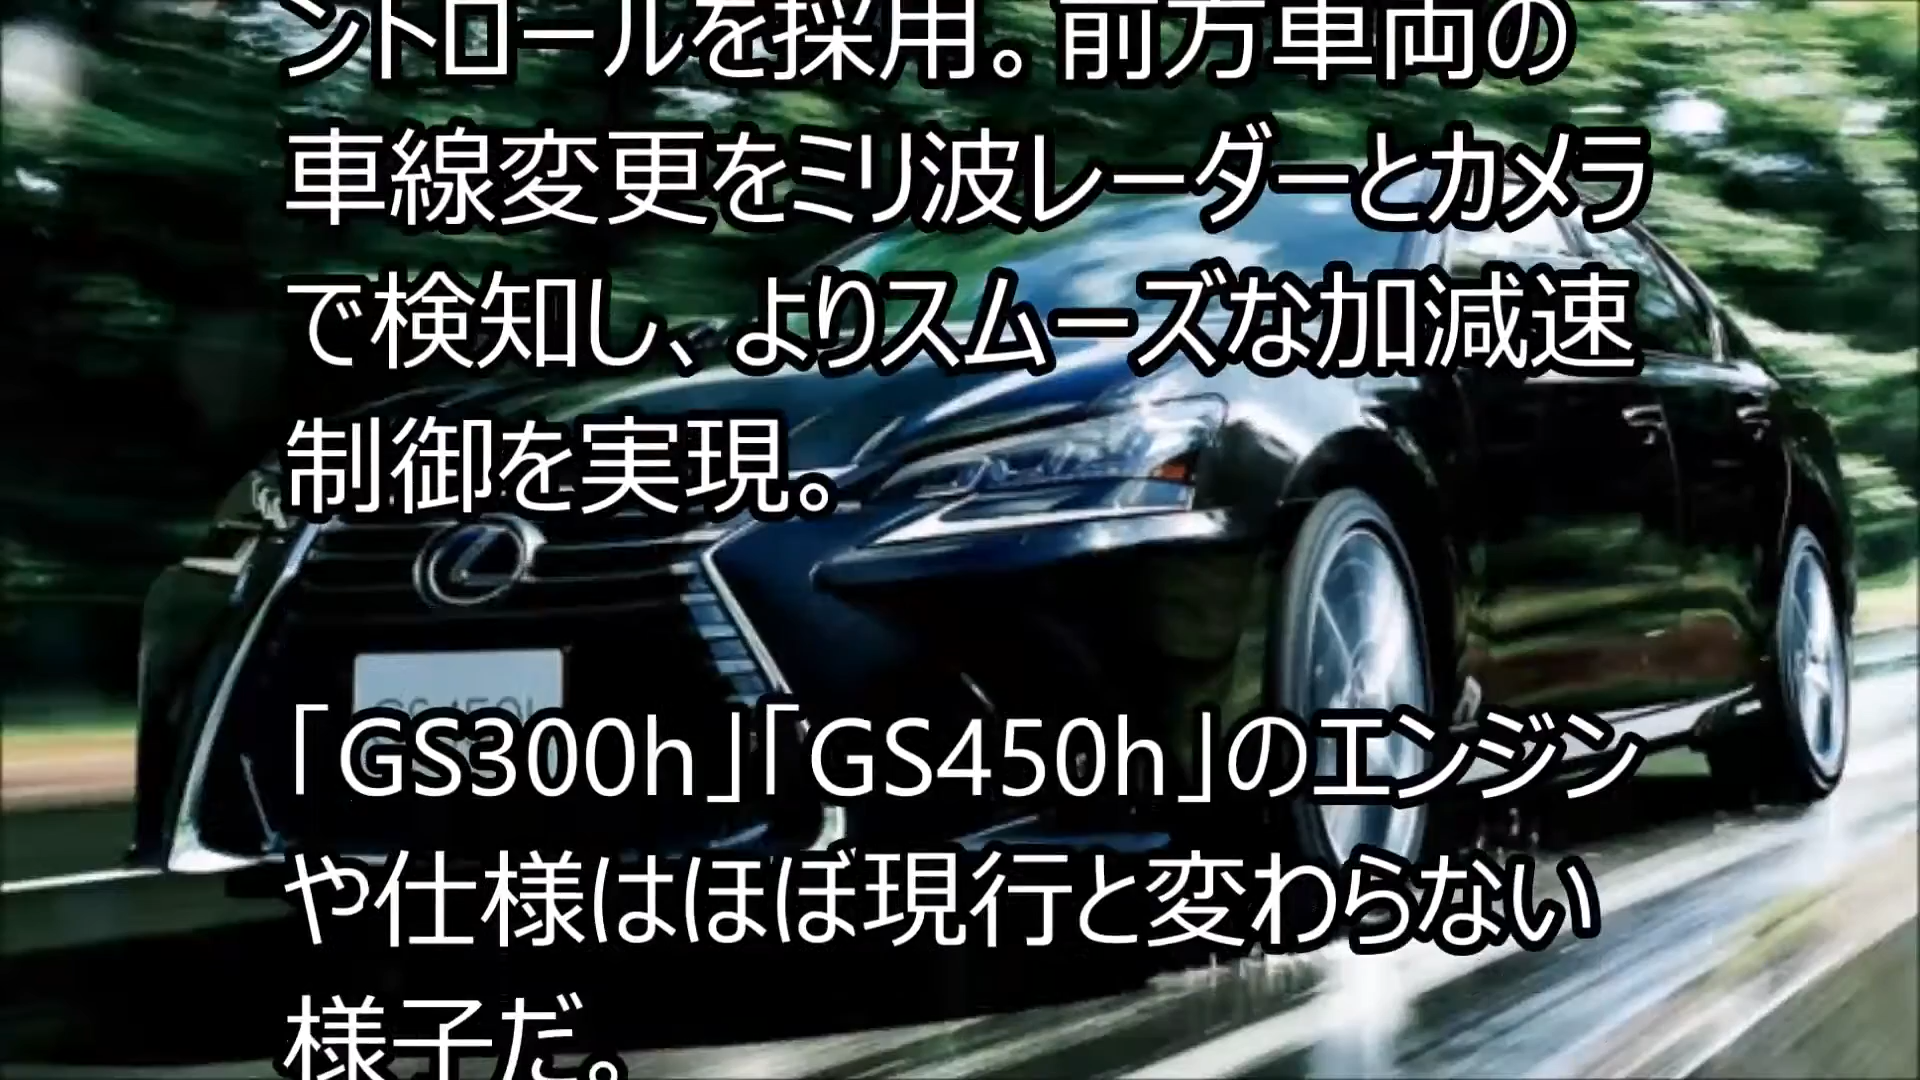 ントロールを採用。前方車両の
車線変更をミリ波レーダーとカメラ
で検知し、よりスムーズな加減速
制御を実現。
GS450h
「GS300h」「GS450h」のエンジン
や仕様はほぼ現行と変わらない
様子だ。